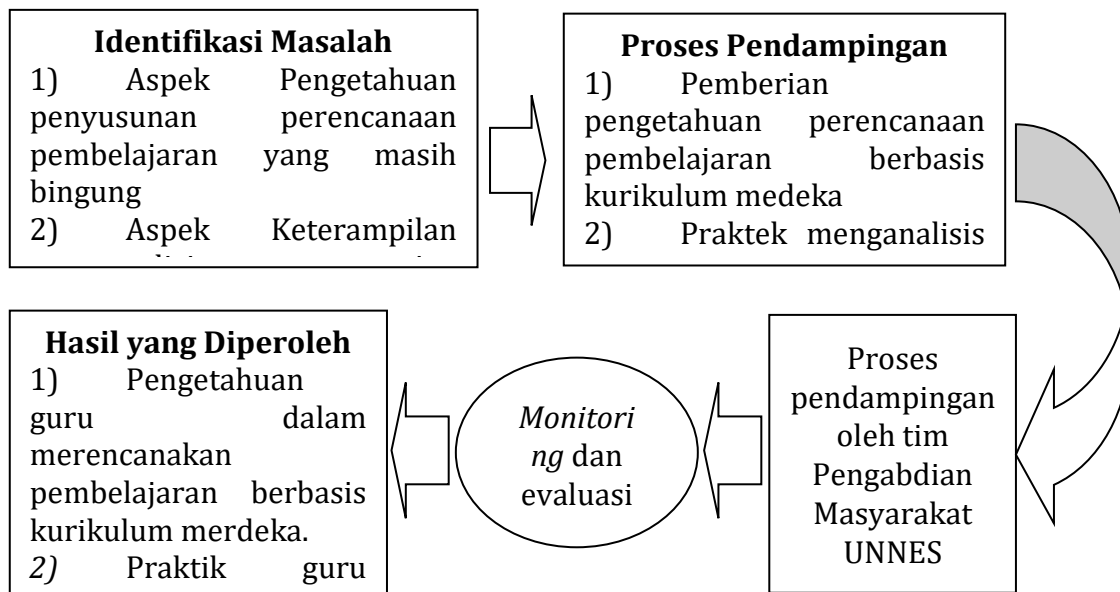 Identifikasi Masalah
1) Aspek Pengetahuan
penyusunan perencanaan
pembelajaran yang masih
bingung
2) Aspek Keterampilan
Proses Pendampingan
1) Pemberian
pengetahuan perencanaan
pembelajaran berbasis
kurikulum medeka
2) Praktek menganalisis
Proses
pendampingan
oleh tim
Pengabdian
Masyarakat
UNNES
Monitori
ng dan
evaluasi
Hasil yang Diperoleh
1) Pengetahuan
guru dalam
merencanakan
pembelajaran berbasis
kurikulum merdeka.
2) Praktik guru